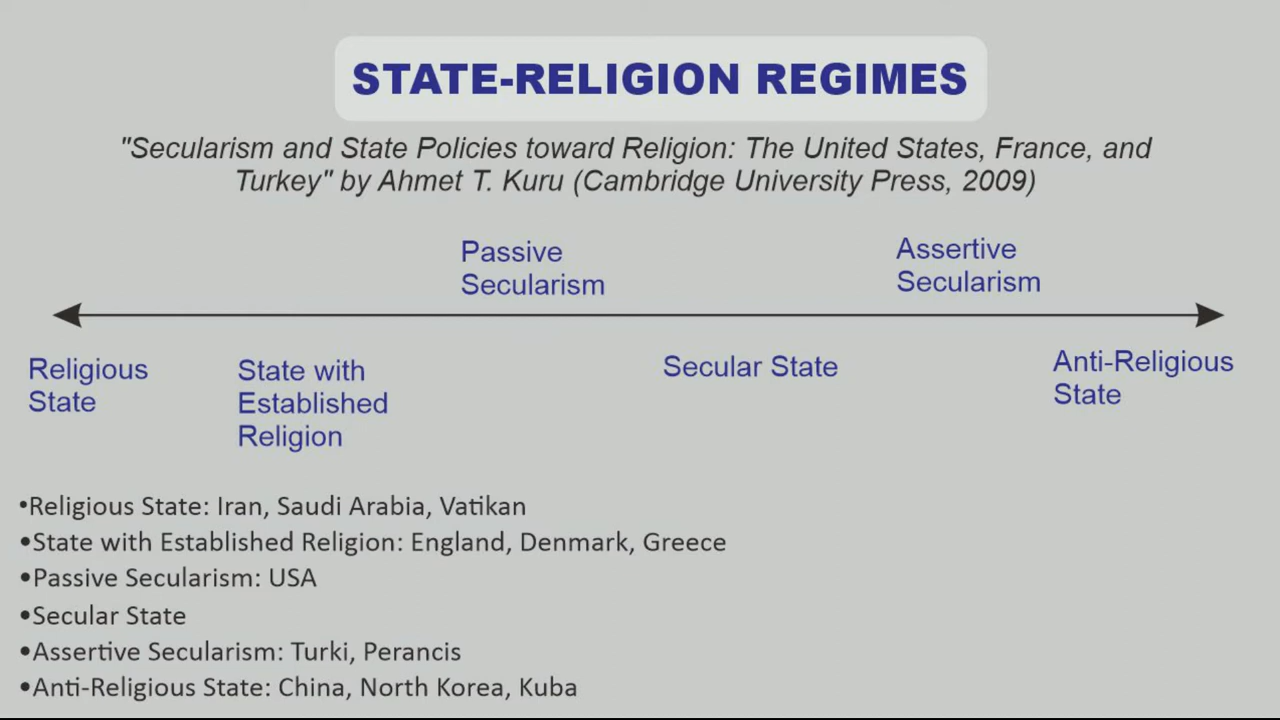 STATE-RELIGION REGIMES
"Secularism and State Policies toward Religion: The United States, France, and
Turkey" by Ahmet T. Kuru (Cambridge University Press, 2009)
Passive
Secularism
Assertive
Secularism
Religious
State
State with
Established
Religion
Secular State
Anti-Religious
State
•Religious State: Iran, Saudi Arabia, Vatikan
•State with Established Religion: England, Denmark, Greece
•Passive Secularism: USA
•Secular State
•Assertive Secularism: Turki, Perancis
•Anti-Religious State: China, North Korea, Kuba